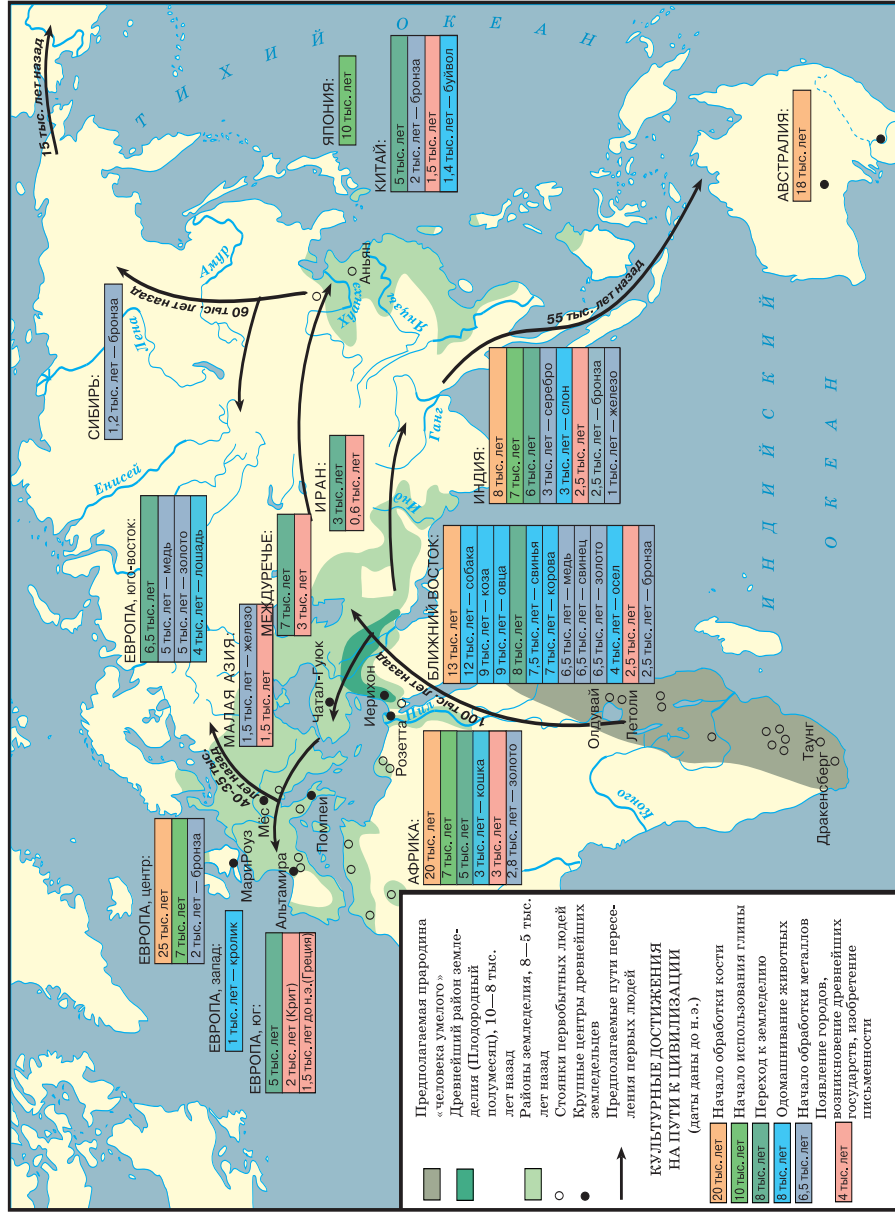 15 тыс. лет назад
ТИХИЙ ОКЕАН
ЯПОНИЯ:
10 тыс. лет
КИТАЙ:
5 тыс. лет
2 тыс. лет — бронза
1,5 тыс. лет
1,4 тыс. лет — буйвол
АВСТРАЛИЯ:
18 тыс. лет
Амур
60 тыс. лет назад
Лена
Хуанхэ
Аньян
Янцзы
55 тыс. лет назад
СИБИРЬ:
1,2 тыс. лет — бронза
Енисей
Ганг
Инд
ИНДИЯ:
8 тыс. лет
7 тыс. лет
6 тыс. лет
3 тыс. лет — серебро
3 тыс. лет — слон
2,5 тыс. лет
2,5 тыс. лет — бронза
1 тыс. лет — железо
ИНДИЙСКИЙ
ОКЕАН
ИРАН:
3 тыс. лет
0,6 тыс. лет
МЕЖДУРЕЧЬЕ:
7 тыс. лет
3 тыс. лет
ЕВРОПА, юго-восток:
6,5 тыс. лет
5 тыс. лет — медь
5 тыс. лет — золото
4 тыс. лет — лошадь
МАЛАЯ АЗИЯ:
1,5 тыс. лет — железо
1,5 тыс. лет
БЛИЖНИЙ ВОСТОК:
13 тыс. лет
12 тыс. лет — собака
9 тыс. лет — коза
9 тыс. лет — овца
8 тыс. лет
7,5 тыс. лет — свинья
7 тыс. лет — корова
6,5 тыс. лет — медь
6,5 тыс. лет — свинец
6,5 тыс. лет — золото
4 тыс. лет — осел
2,5 тыс. лет
2,5 тыс. лет — бронза
Чатал-Гуюк
Иерихон
100 тыс. лет назад
Нил
Розетта
40-35 тыс.
лет назад
Мёс
Помпеи
МариРоуз
Альтамира
Олдувай
Летоли
Конго
Таунг
Дракенсберг
АФРИКА:
20 тыс. лет
7 тыс. лет
5 тыс. лет
3 тыс. лет — кошка
3 тыс. лет
2,8 тыс. лет — золото
ЕВРОПА, центр:
25 тыс. лет
7 тыс. лет
2 тыс. лет — бронза
ЕВРОПА, запад:
1 тыс. лет — кролик
ЕВРОПА, юг:
5 тыс. лет
2 тыс. лет (Крит)
1,5 тыс. лет до н.э.(Греция)
Предполагаемая прародина
«человека умелого»
Древнейший район земле-
делия (Плодородный
полумесяц), 10—8 тыс.
лет назад
Районы земледелия, 8—5 тыс.
лет назад
Стоянки первобытных людей
Крупные центры древнейших
земледельцев
Предполагаемые пути пересе-
ления первых людей
КУЛЬТУРНЫЕ ДОСТИЖЕНИЯ
НА ПУТИ К ЦИВИЛИЗАЦИИ
(даты даны до н.э.)
20 тыс. лет Начало обработки кости
10 тыс. лет Начало использования глины
8 тыс. лет Переход к земледелию
8 тыс. лет Одомашнивание животных
6,5 тыс. лет Начало обработки металлов
Появление городов,
возникновение древнейших
4 тыс. лет государств, изобретение
письменности